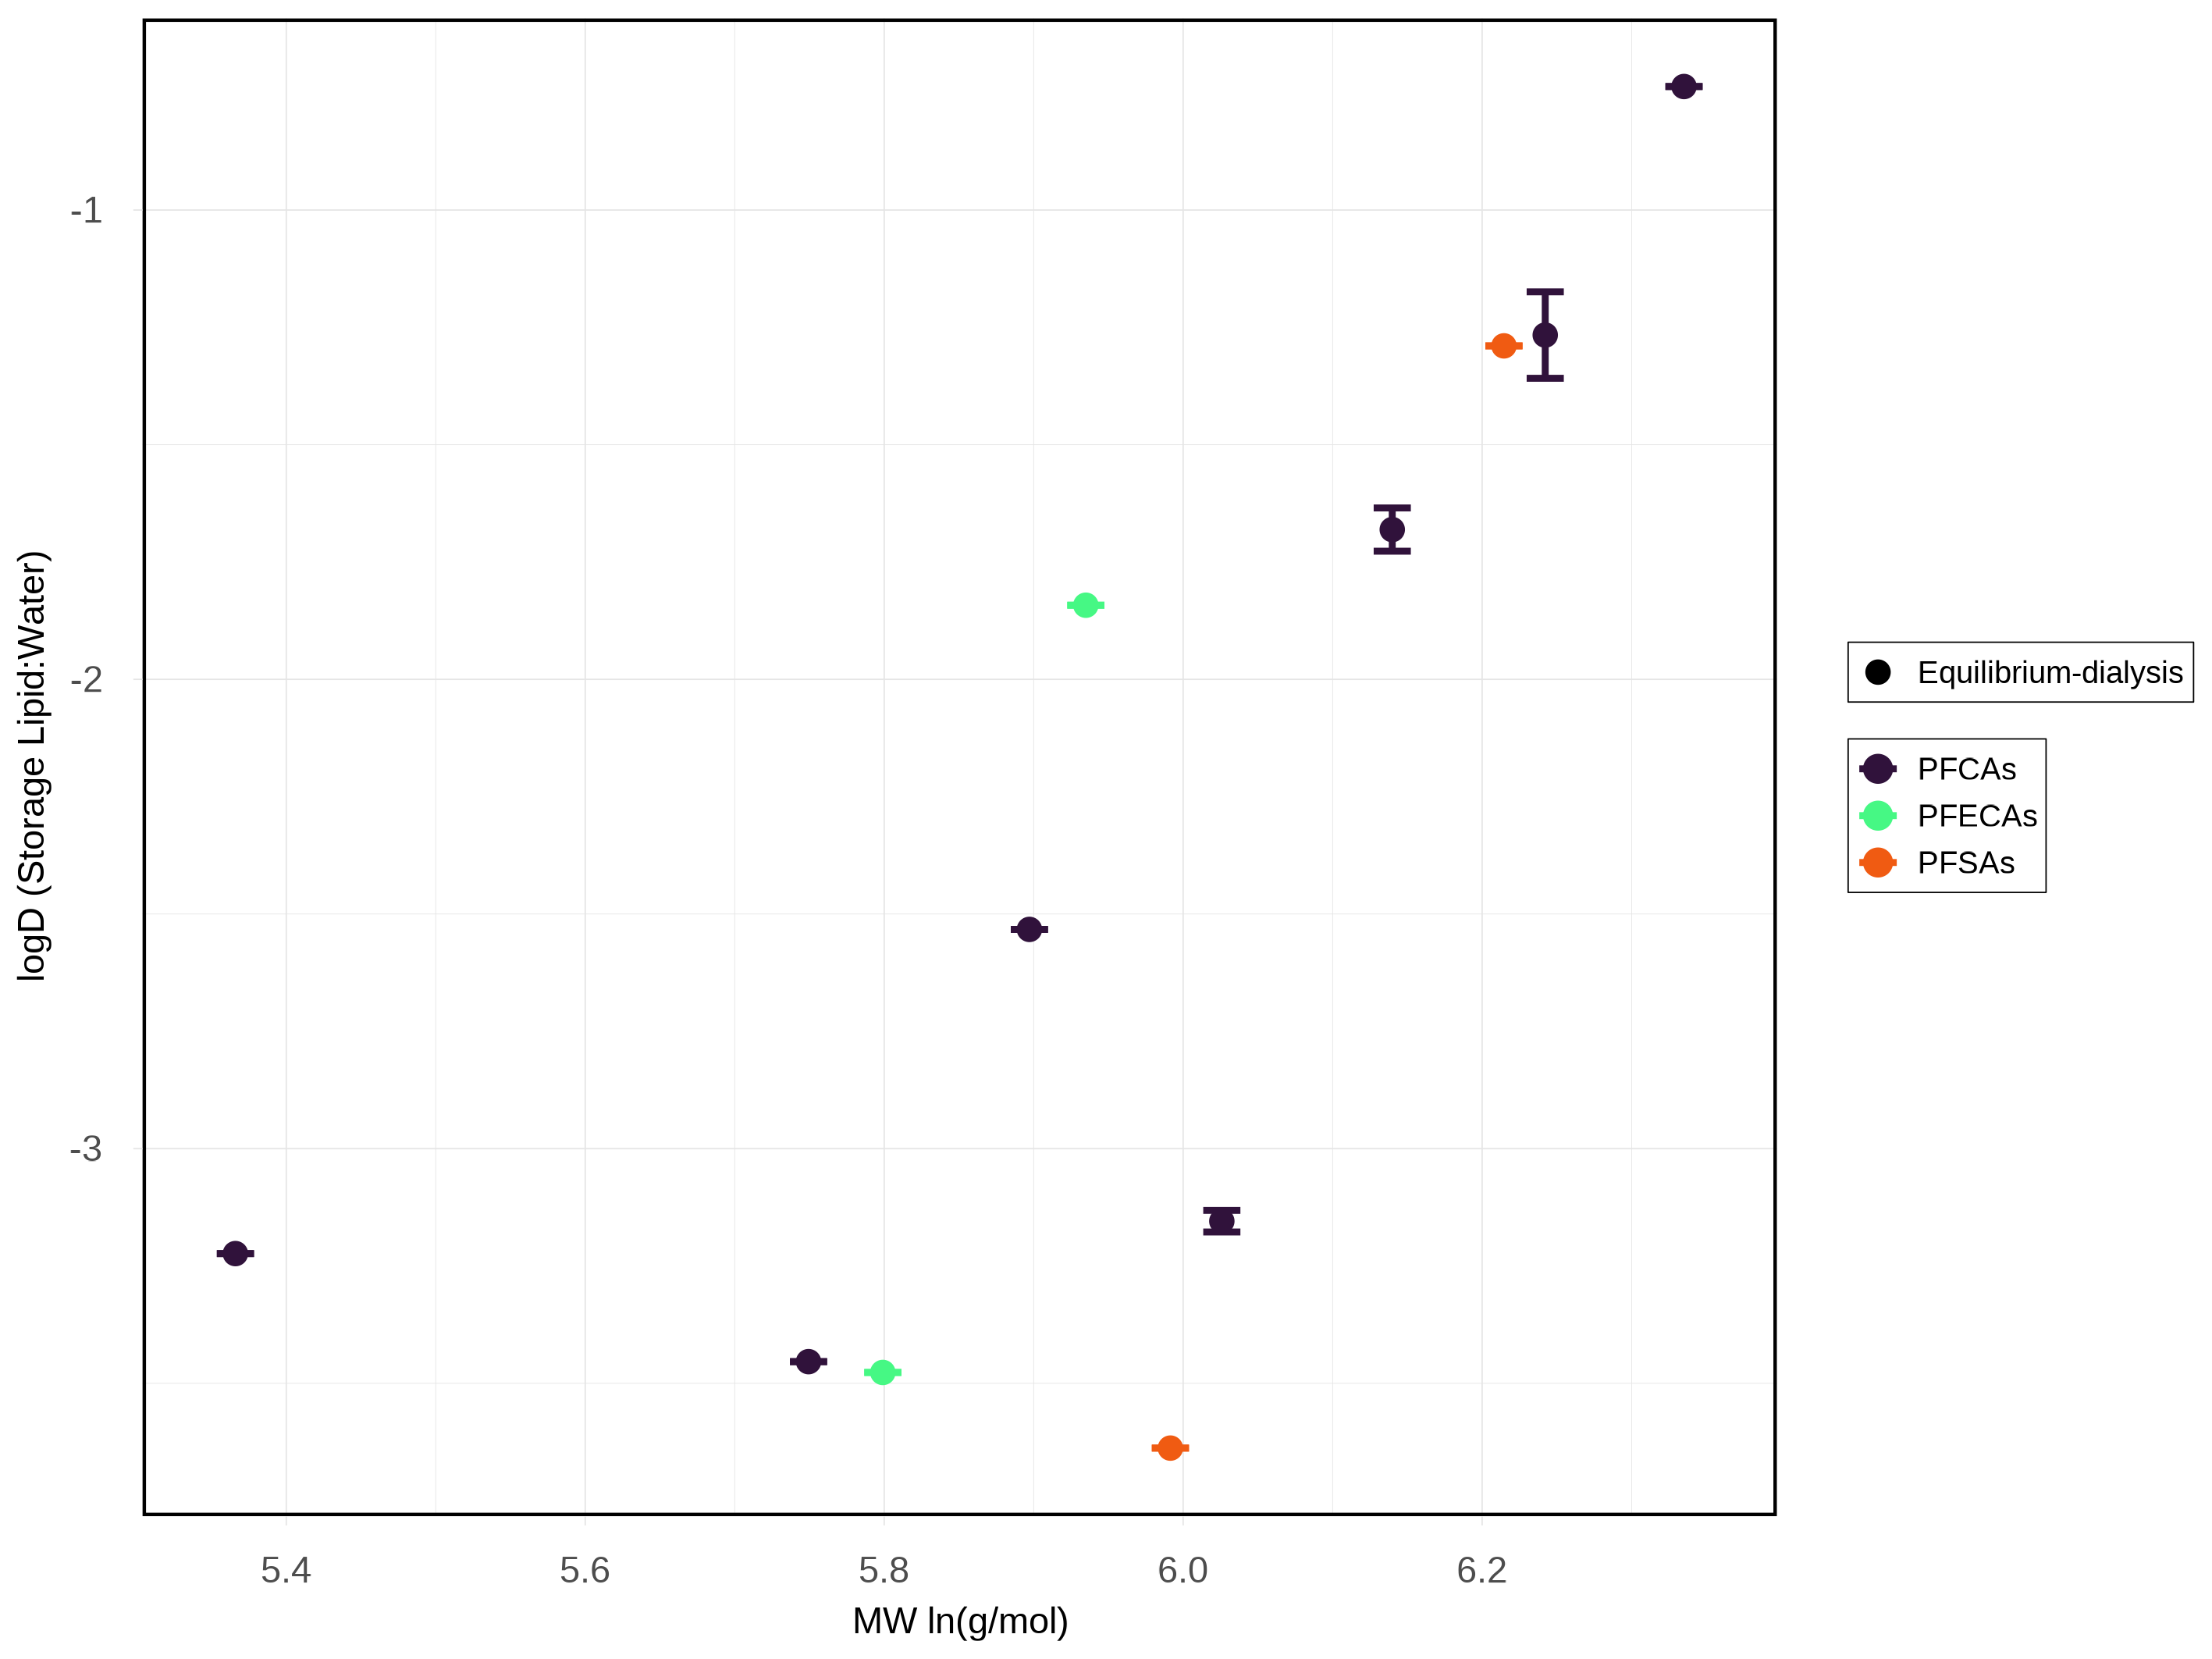 logD (Storage Lipid:Water)
-1
-2
-3
5.4 5.6 5.8 6.0 6.2
MW ln(g/mol)
Equilibrium-dialysis
PFCAs
PFECAs
PFSAs